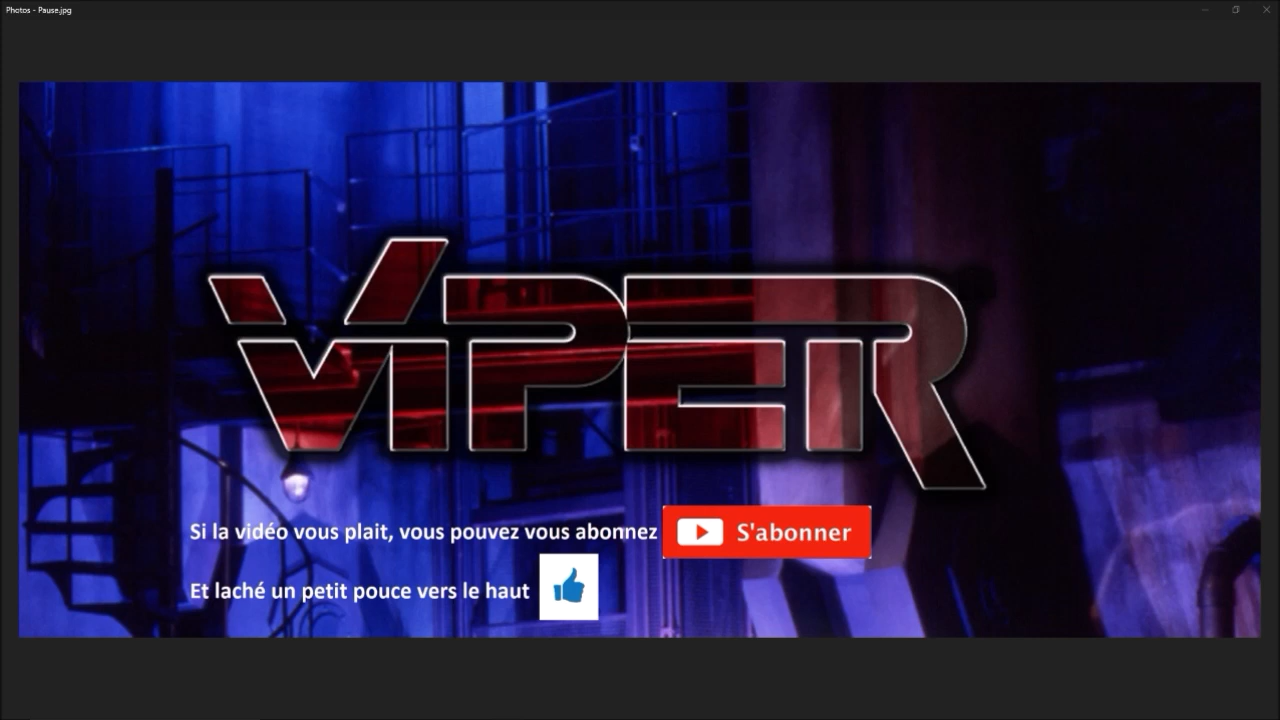 Photos - Pause.jpg
VIPER
Si la vidéo vous plait, vous pouvez vous abonnez S'abonner
Et laché un petit pouce vers le haut